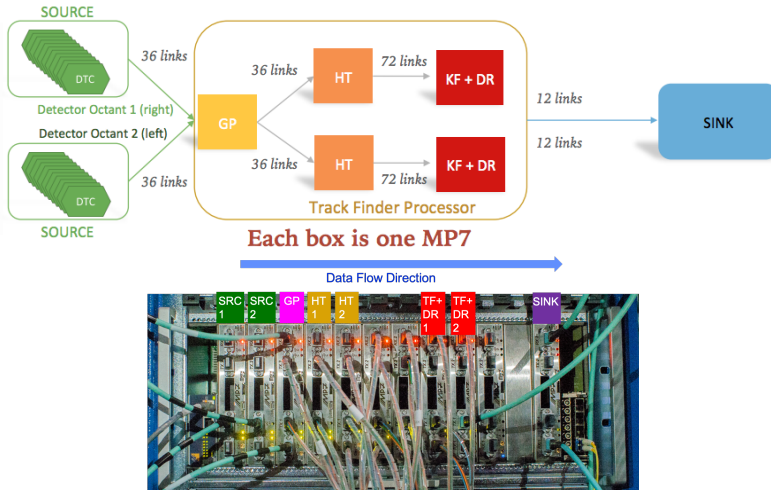 SOURCE
36 links
DTC
Detector Octant 1 (right)
Detector Octant 2 (left)
36 links
DTC
SOURCE
GP
36 links
HT
72 links
KF + DR
36 links
HT
72 links
KF + DR
Track Finder Processor
12 links
12 links
SINK
Each box is one MP7
Data Flow Direction
SRC
1
SRC
2
GP
HT
1
HT
2
TF+
DR
1
TF+
DR
2
SINK